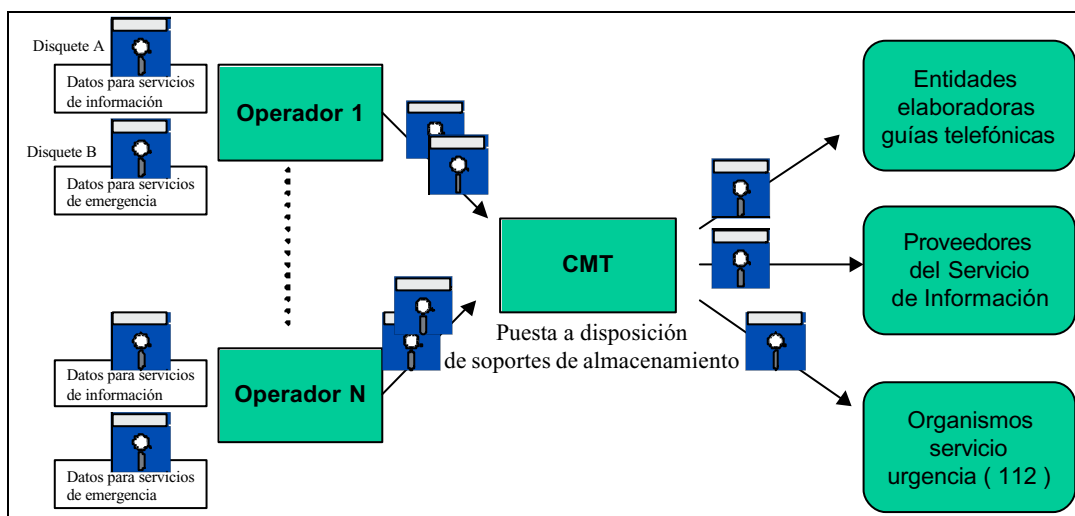 Disquete A
Datos para servicios
de información
Disquete B
Datos para servicios
de emergencia
Operador 1
Datos para servicios
de información
Datos para servicios
de emergencia
Operador N
CMT
Puesta a disposición
de soportes de almacenamiento
Entidades
elaboradoras
guías telefónicas
Proveedores
del Servicio
de Información
Organismos
servicio
urgencia ( 112 )